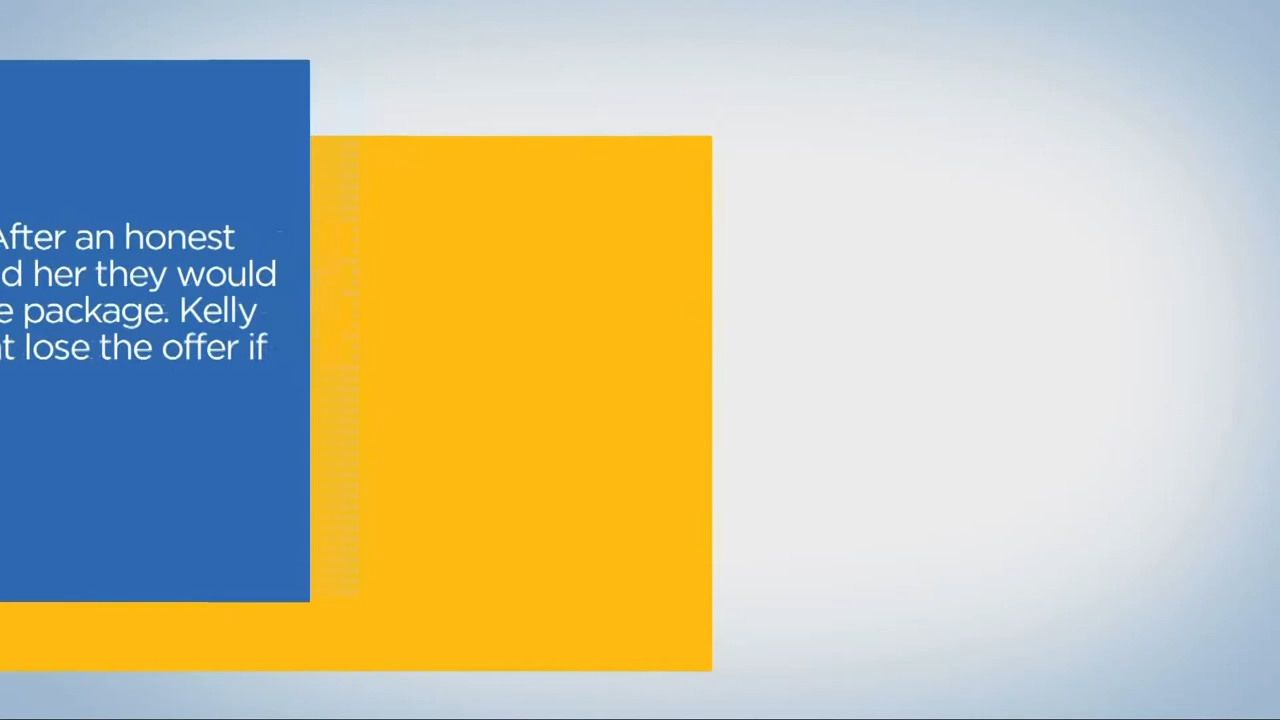 After an honest
d her they would
e package. Kelly
t lose the offer if